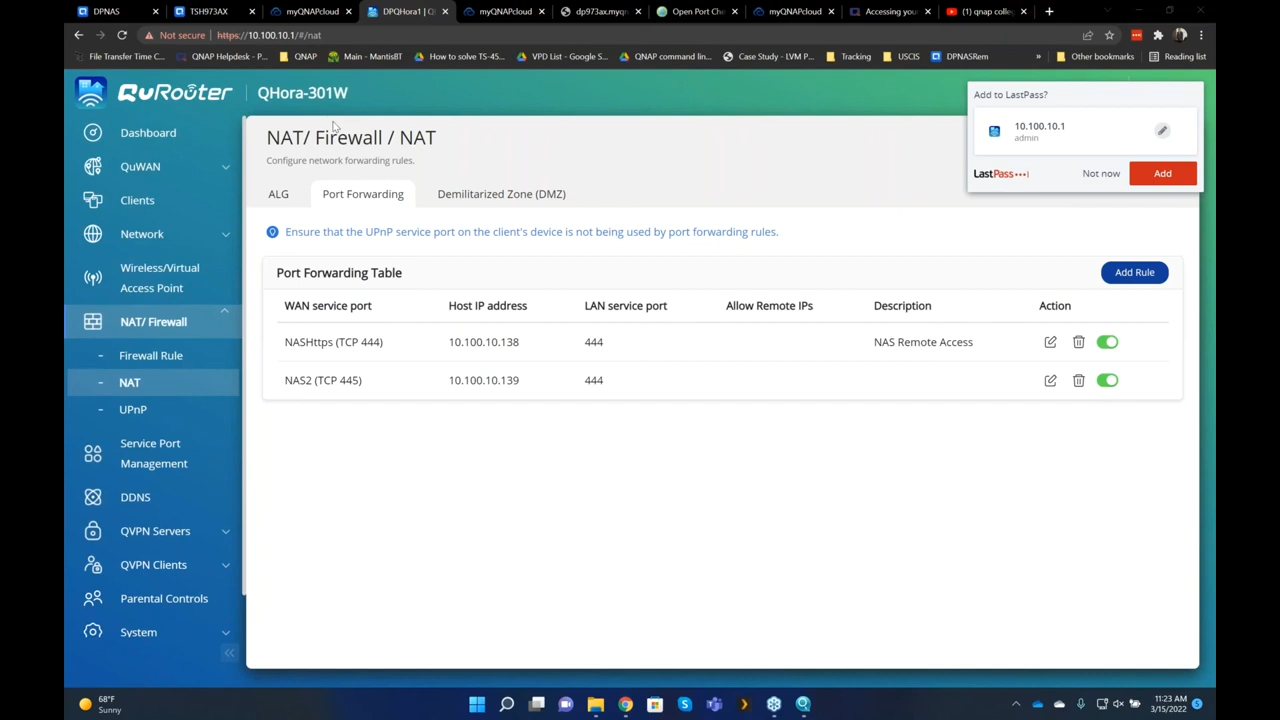 DPNAS
TSH973AX
myQNAPcloud
DPQHora1 | Q
myQNAPcloud
dp973ax.myqn
Open Port Che
myQNAPcloud
Accessing your
(1) qnap colleg
Not secure
https://10.100.10.1/#/nat
File Transfer Time C...
QNAP Helpdesk - P...
QNAP
Main - MantisBT
How to solve TS-45...
VPD List - Google S...
QNAP command lin...
Case Study - LVM P...
Tracking
USCIS
DPNASRem
»
Other bookmarks
Reading list
QuRouter
QHora-301W
Add to LastPass?
10.100.10.1
admin
LastPass
Not now
Add
Dashboard
QuWAN
Clients
Network
Wireless/Virtual
Access Point
NAT/ Firewall
- Firewall Rule
- NAT
- UPnP
Service Port
Management
DDNS
QVPN Servers
QVPN Clients
Parental Controls
System
NAT/ Firewall / NAT
Configure network forwarding rules.
ALG
Port Forwarding
Demilitarized Zone (DMZ)
Ensure that the UPnP service port on the client's device is not being used by port forwarding rules.
Port Forwarding Table
Add Rule
WAN service port Host IP address LAN service port Allow Remote IPs Description Action
NASHttps (TCP 444) 10.100.10.138 444 NAS Remote Access
NAS2 (TCP 445) 10.100.10.139 444
68°F
Sunny
11:23 AM
3/15/2022
5